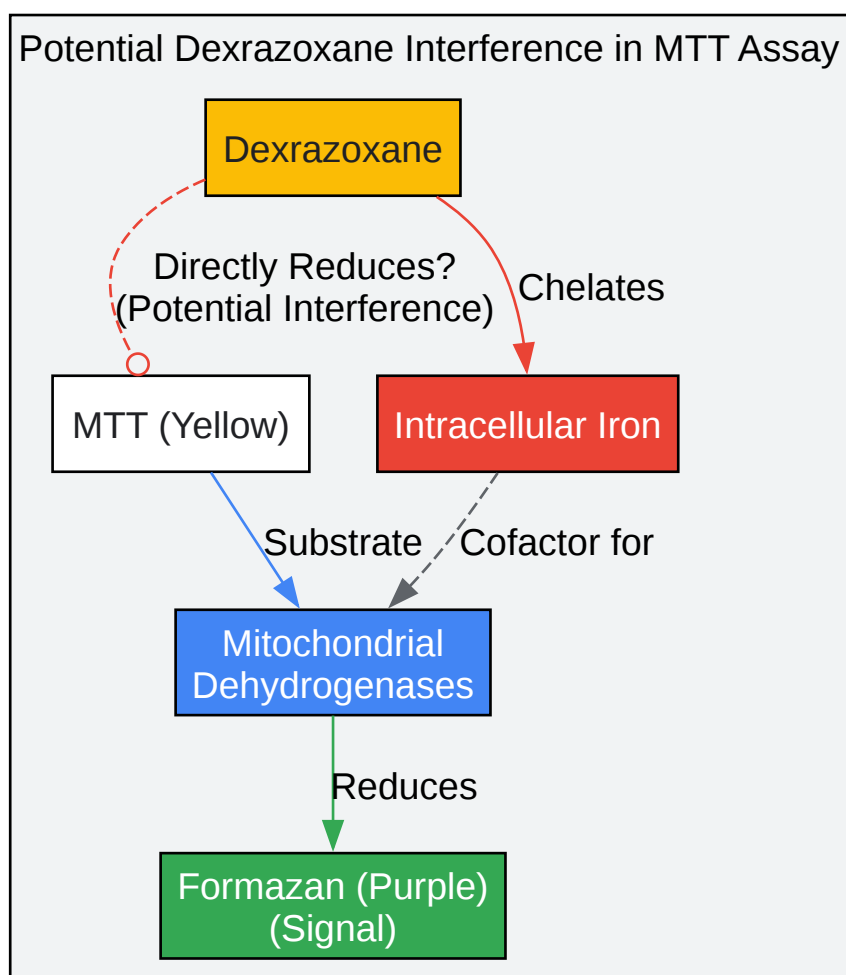 Potential Dexrazoxane Interference in MTT Assay
Dexrazoxane
Directly Reduces?
(Potential Interference)
Chelates
MTT (Yellow)
Intracellular Iron
Substrate
Cofactor for
Mitochondrial
Dehydrogenases
Reduces
Formazan (Purple)
(Signal)